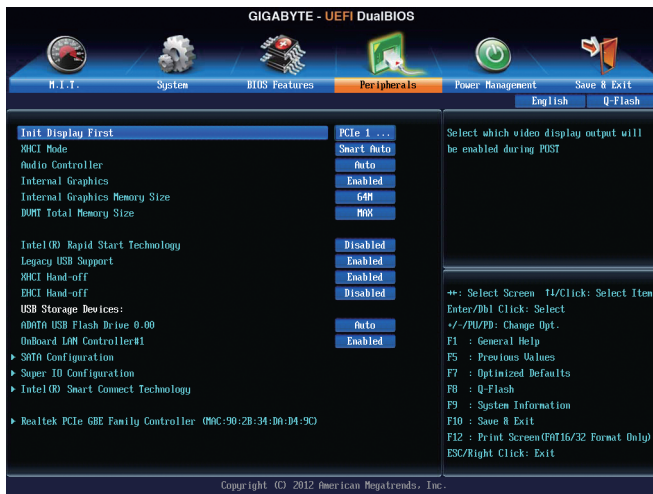 GIGABYTE - UEFI DualBIOS
M.I.T. System BIOS Features Peripherals Power Management Save & Exit
English Q-Flash
Init Display First PCIe 1 ...
XHCI Mode Smart Auto
Audio Controller Auto
Internal Graphics Enabled
Internal Graphics Memory Size 64M
DVMT Total Memory Size MAX
Intel(R) Rapid Start Technology Disabled
Legacy USB Support Enabled
XHCI Hand-off Enabled
EHCI Hand-off Disabled
USB Storage Devices:
ADATA USB Flash Drive 0.00 Auto
OnBoard LAN Controller#1 Enabled
SATA Configuration
Super IO Configuration
Intel(R) Smart Connect Technology
Realtek PCIe GBE Family Controller (MAC:90:2B:34:DA:D4:9C)
Select which video display output will
be enabled during POST
→←: Select Screen ↑↓/Click: Select Item
Enter/Dbl Click: Select
+/-/PU/PD: Change Opt.
F1 : General Help
F5 : Previous Values
F7 : Optimized Defaults
F8 : Q-Flash
F9 : System Information
F10 : Save & Exit
F12 : Print Screen(FAT16/32 Format Only)
ESC/Right Click: Exit
Copyright (C) 2012 American Megatrends, Inc.